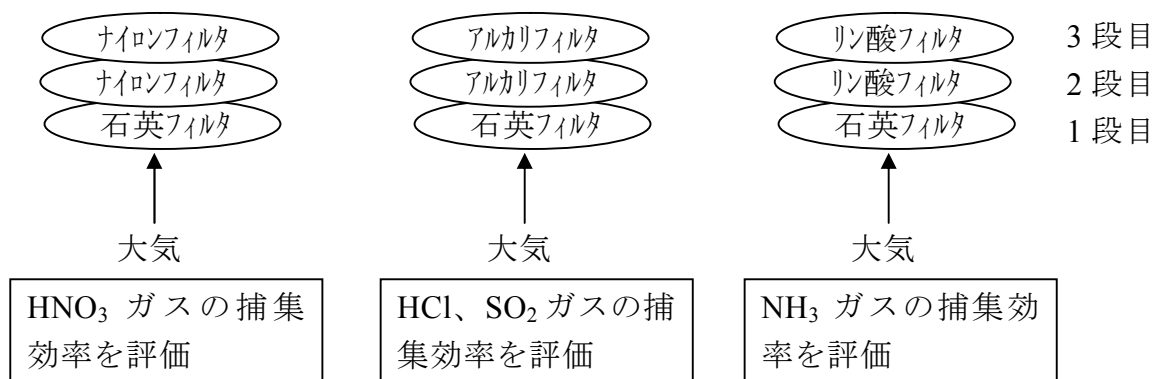 ナイロンフィルタ アルカリフィルタ リン酸フィルタ 3 段目
ナイロンフィルタ アルカリフィルタ リン酸フィルタ 2 段目
石英フィルタ 石英フィルタ 石英フィルタ 1 段目
大気 大気 大気
HNO₃ ガスの捕集
効率を評価
HCl、SO₂ ガスの捕
集効率を評価
NH₃ ガスの捕集効
率を評価